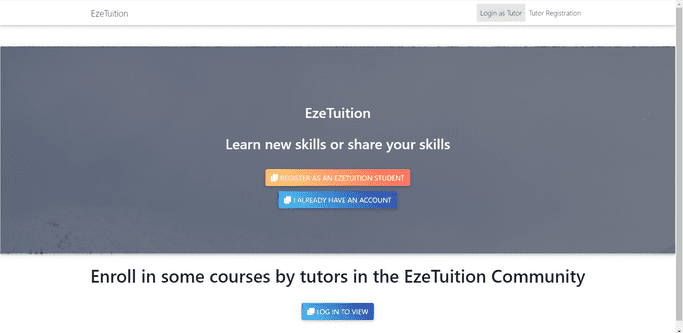 EzeTuition
Login as Tutor
Tutor Registration
EzeTuition
Learn new skills or share your skills
REGISTER AS AN EZETUITION STUDENT
I ALREADY HAVE AN ACCOUNT
Enroll in some courses by tutors in the EzeTuition Community
LOG IN TO VIEW